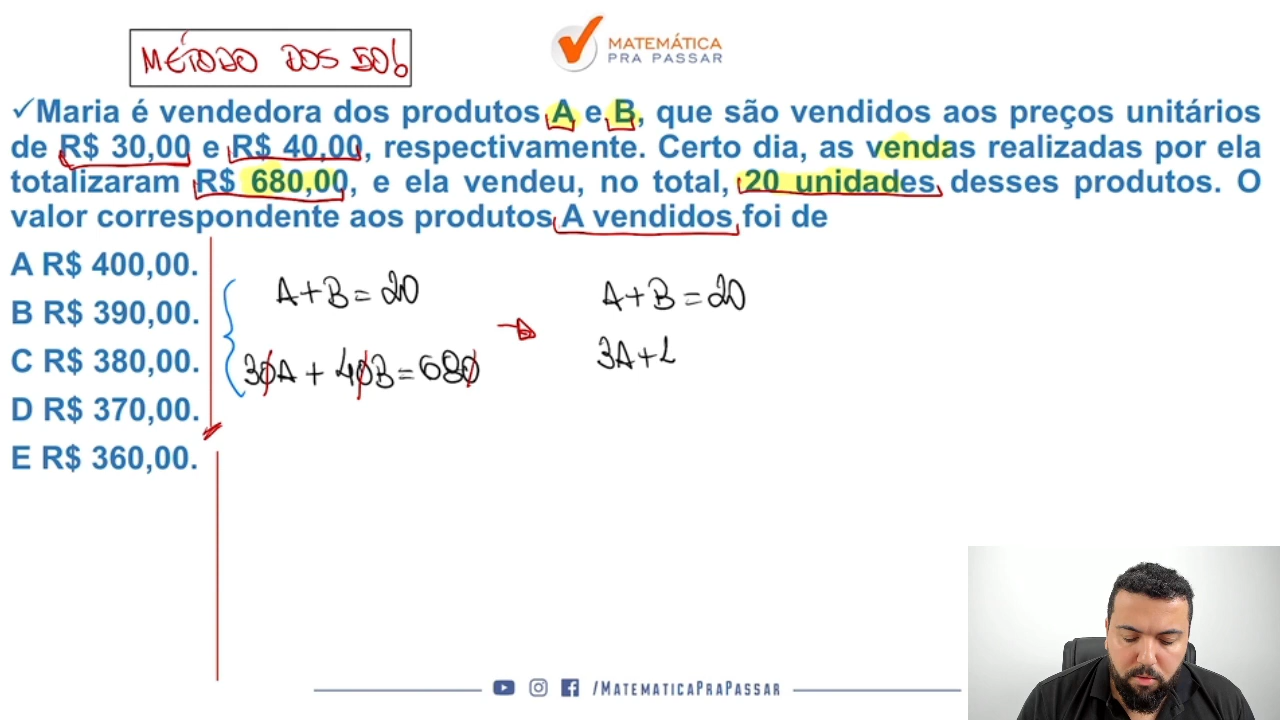 MÉTODO DOS 50%
MATEMÁTICA
PRA PASSAR
✓Maria é vendedora dos produtos A e B, que são vendidos aos preços unitários
de R$ 30,00 e R$ 40,00, respectivamente. Certo dia, as vendas realizadas por ela
totalizaram R$ 680,00, e ela vendeu, no total, 20 unidades desses produtos. O
valor correspondente aos produtos A vendidos foi de
A R$ 400,00.
B R$ 390,00.
C R$ 380,00.
D R$ 370,00.
E R$ 360,00.
A+B=20
30A + 40B=680
A+B=20
3A+
/MATEMATICAPRAPASSAR